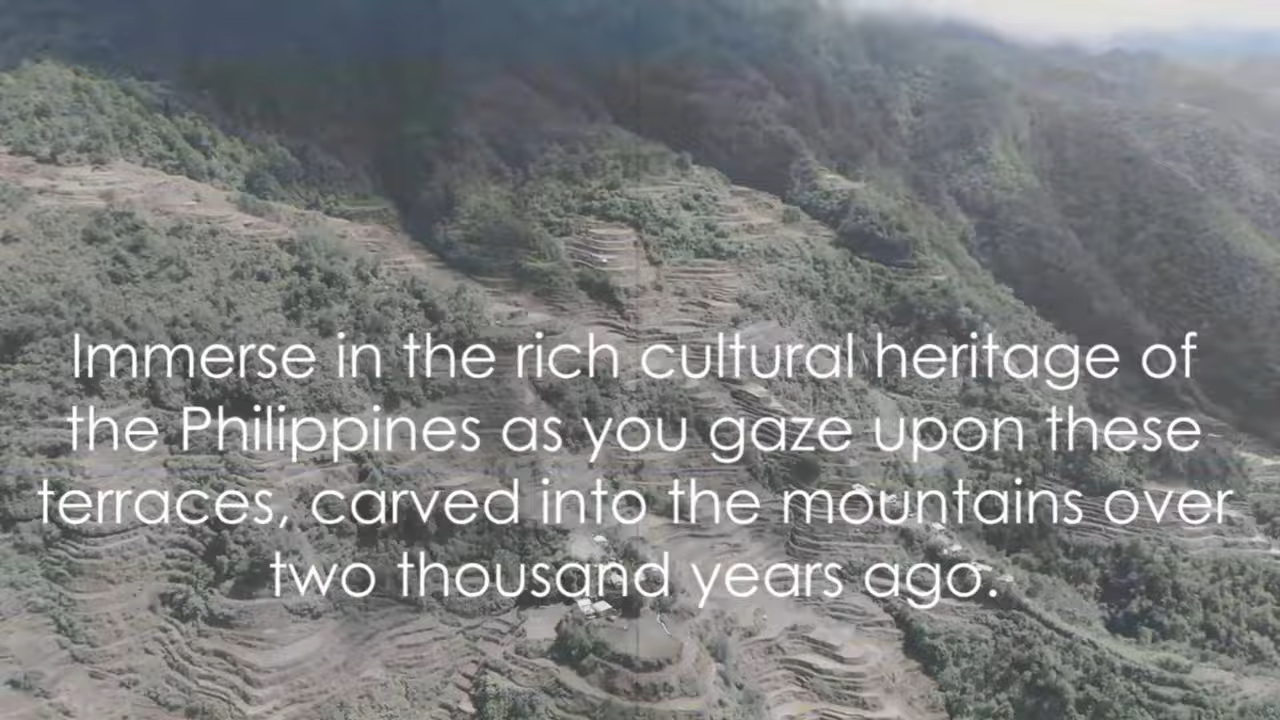 Immerse in the rich cultural heritage of
the Philippines as you gaze upon these
terraces, carved into the mountains over
two thousand years ago.